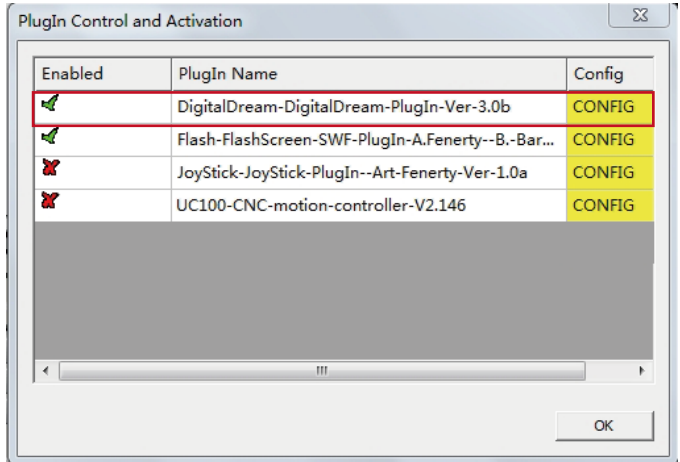 PlugIn Control and Activation
Enabled PlugIn Name Config
DigitalDream-DigitalDream-PlugIn-Ver-3.0b CONFIG
Flash-FlashScreen-SWF-PlugIn-A.Fenerty--B.-Bar... CONFIG
JoyStick-JoyStick-PlugIn--Art-Fenerty-Ver-1.0a CONFIG
UC100-CNC-motion-controller-V2.146 CONFIG
OK